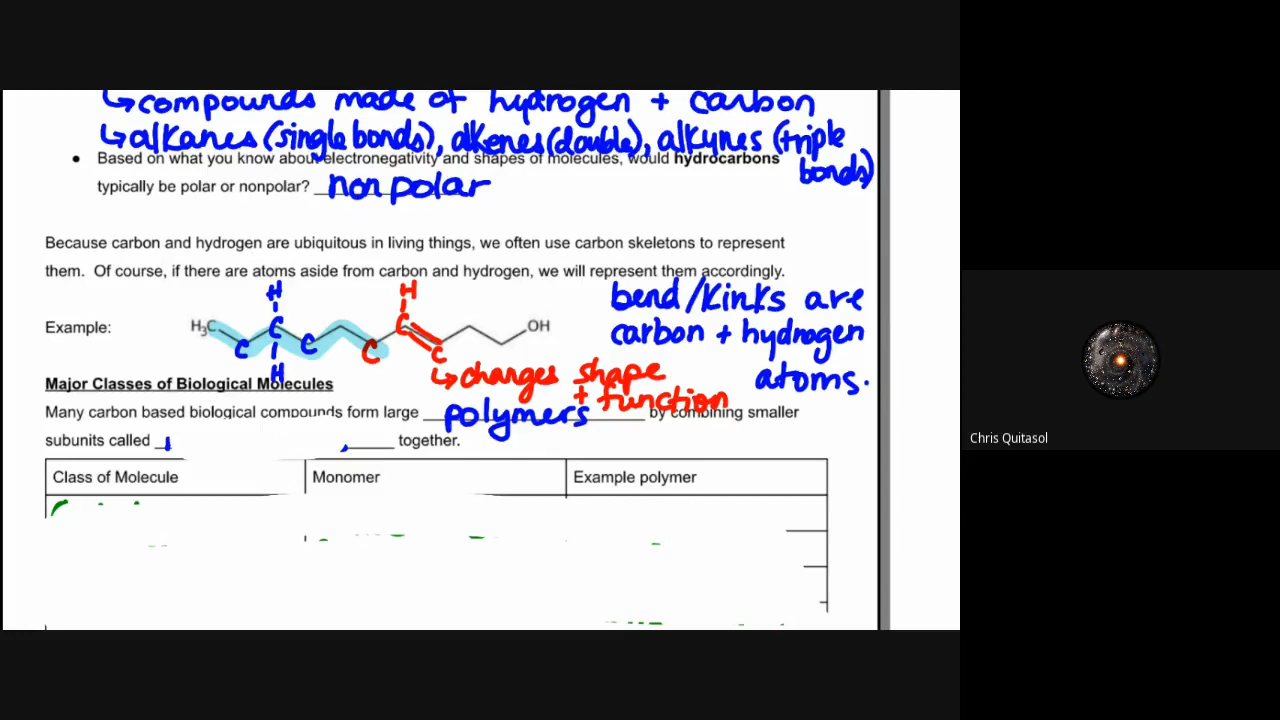 ↳compounds made of hydrogen + carbon
↳alkanes (single bonds), alkenes (double), alkynes (triple bonds)
• Based on what you know about electronegativity and shapes of molecules, would hydrocarbons
typically be polar or nonpolar? nonpolar
Because carbon and hydrogen are ubiquitous in living things, we often use carbon skeletons to represent
them. Of course, if there are atoms aside from carbon and hydrogen, we will represent them accordingly.
H H
bend/kinks are
Example: H₃C C C OH
carbon + hydrogen
C C C C
H
atoms.
↳changes shape
+ function
Major Classes of Biological Molecules
Many carbon based biological compounds form large polymers by combining smaller
subunits called together.
Class of Molecule Monomer Example polymer
Chris Quitasol